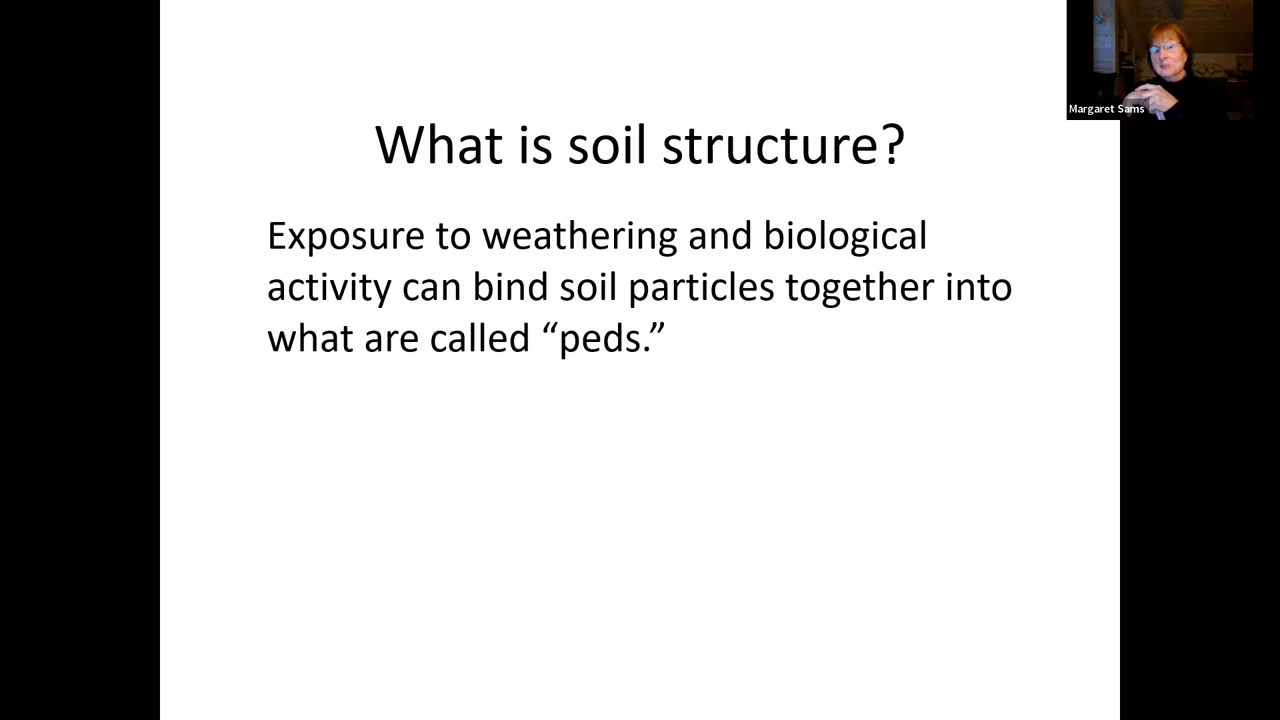 What is soil structure?
Exposure to weathering and biological
activity can bind soil particles together into
what are called “peds.”
Margaret Sams